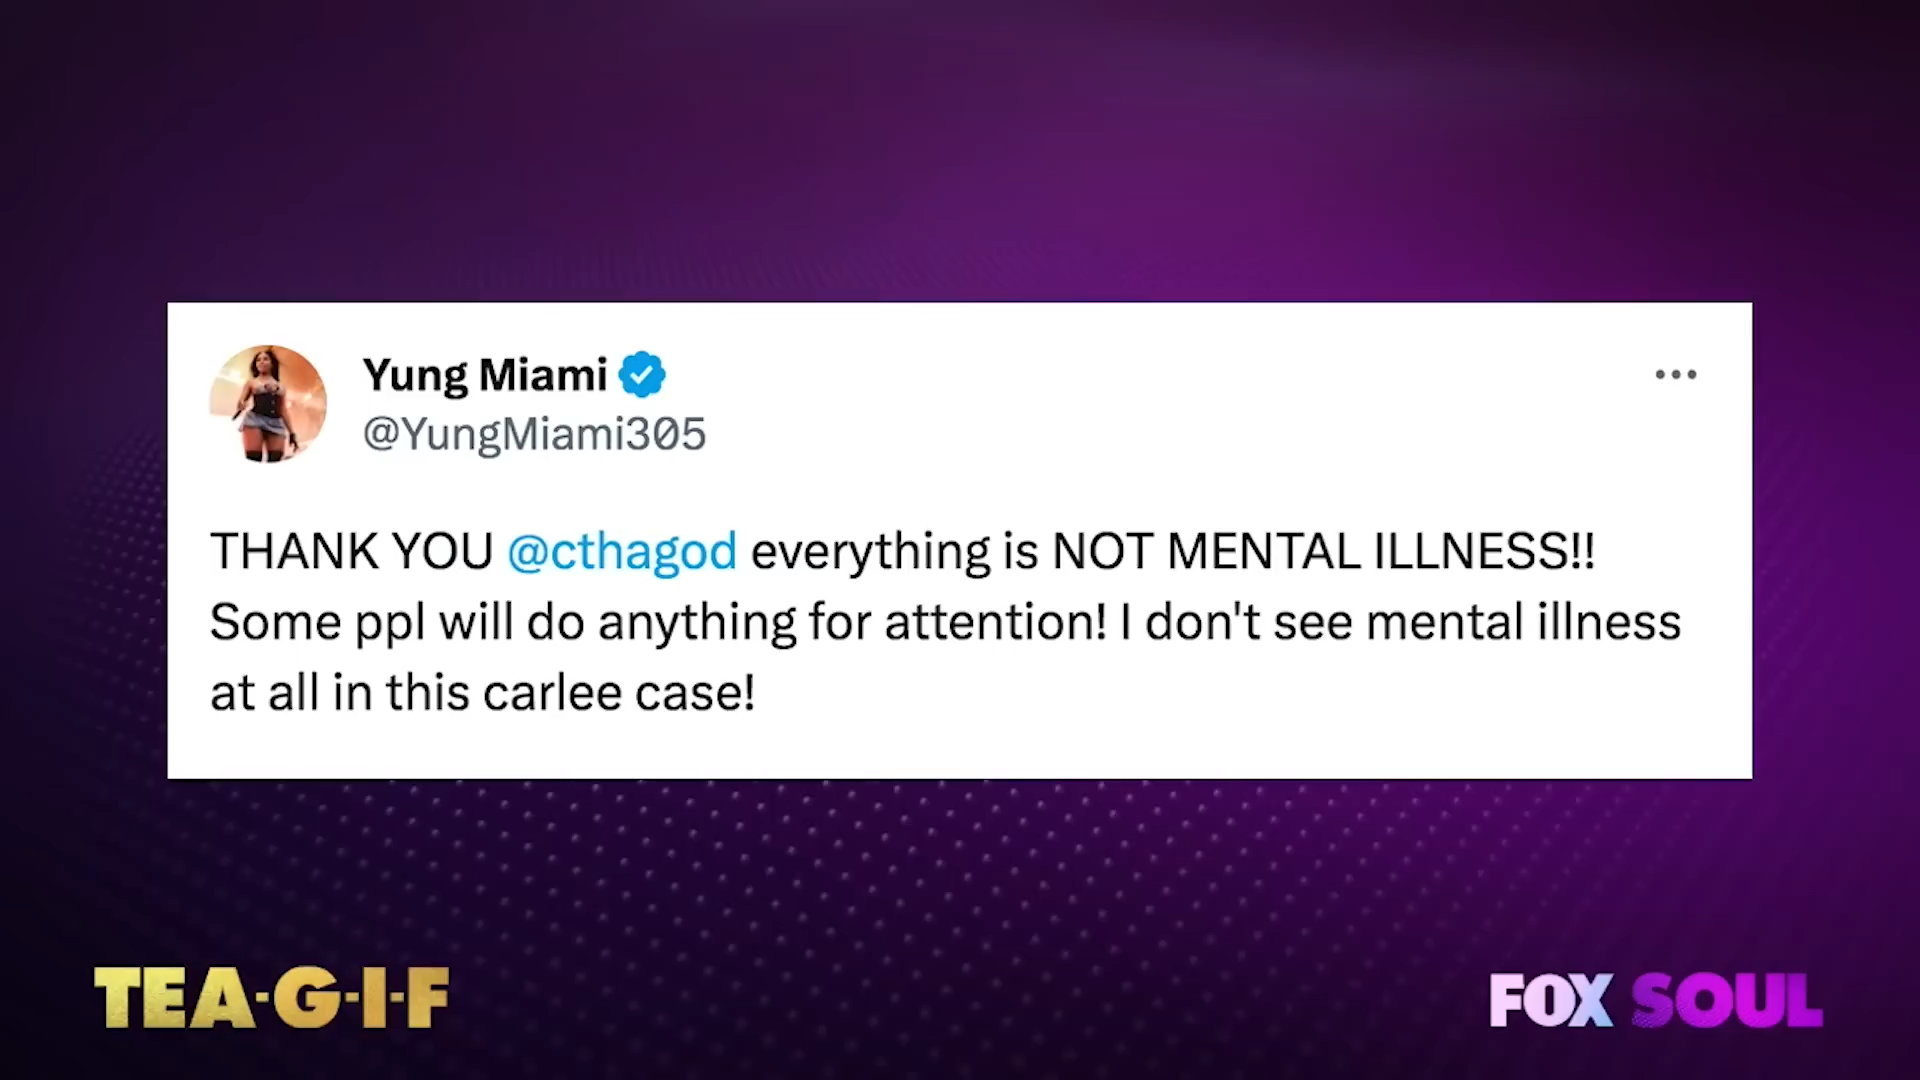 Yung Miami
@YungMiami305
THANK YOU @cthagod everything is NOT MENTAL ILLNESS!!
Some ppl will do anything for attention! I don't see mental illness
at all in this carlee case!
TEA-G-I-F
FOX SOUL